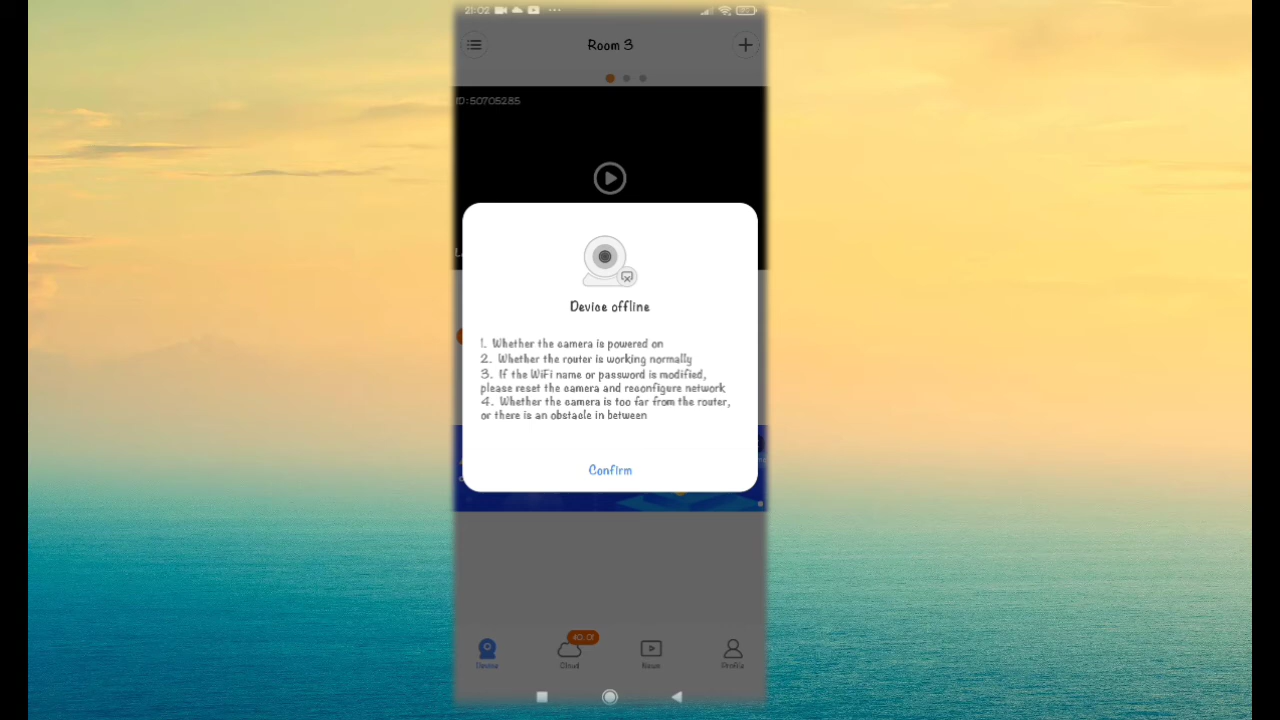 21:02
Room 3
ID:50705285
Device offline
1. Whether the camera is powered on
2. Whether the router is working normally
3. If the WiFi name or password is modified,
please reset the camera and reconfigure network
4. Whether the camera is too far from the router,
or there is an obstacle in between
Confirm
Device
Cloud
News
Profile